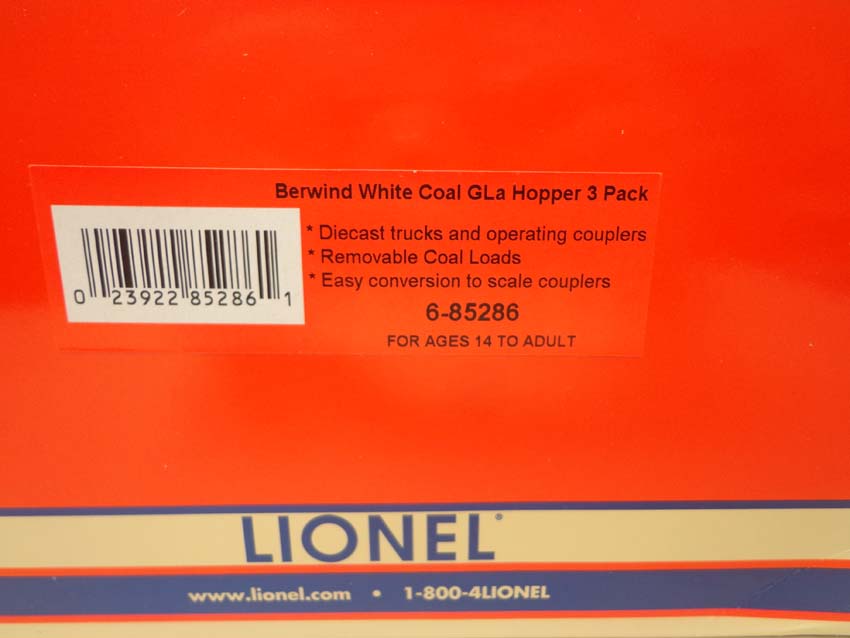 Berwind White Coal GLa Hopper 3 Pack
* Diecast trucks and operating couplers
* Removable Coal Loads
* Easy conversion to scale couplers
6-85286
FOR AGES 14 TO ADULT
0 23922 85286 1
LIONEL®
www.lionel.com • 1-800-4LIONEL